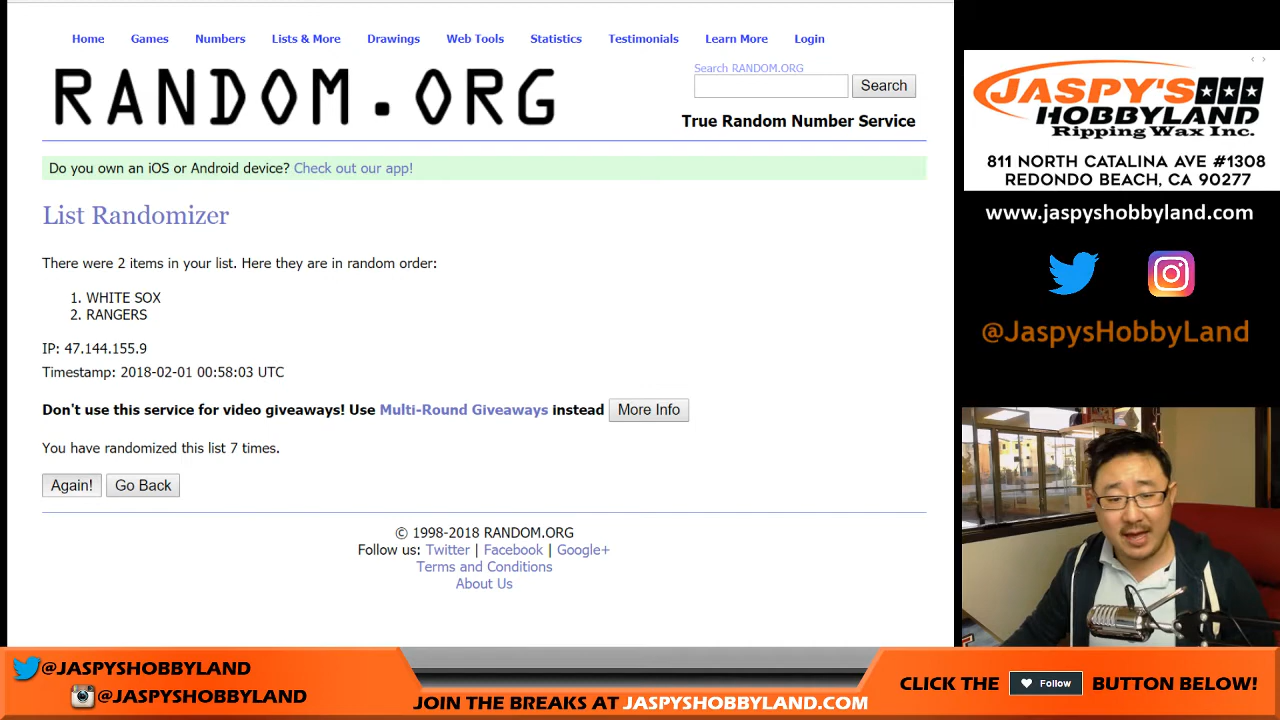 Home Games Numbers Lists & More Drawings Web Tools Statistics Testimonials Learn More Login
RANDOM.ORG
Search RANDOM.ORG
Search
True Random Number Service
Do you own an iOS or Android device? Check out our app!
List Randomizer
There were 2 items in your list. Here they are in random order:
1. WHITE SOX
2. RANGERS
IP: 47.144.155.9
Timestamp: 2018-02-01 00:58:03 UTC
Don't use this service for video giveaways! Use Multi-Round Giveaways instead More Info
You have randomized this list 7 times.
Again! Go Back
© 1998-2018 RANDOM.ORG
Follow us: Twitter | Facebook | Google+
Terms and Conditions
About Us
JASPY'S
HOBBYLAND
Ripping Wax Inc.
811 NORTH CATALINA AVE #1308
REDONDO BEACH, CA 90277
www.jaspyshobbyland.com
@JaspysHobbyLand
@JASPYSHOBBYLAND
@JASPYSHOBBYLAND
JOIN THE BREAKS AT JASPYSHOBBYLAND.COM
CLICK THE Follow BUTTON BELOW!